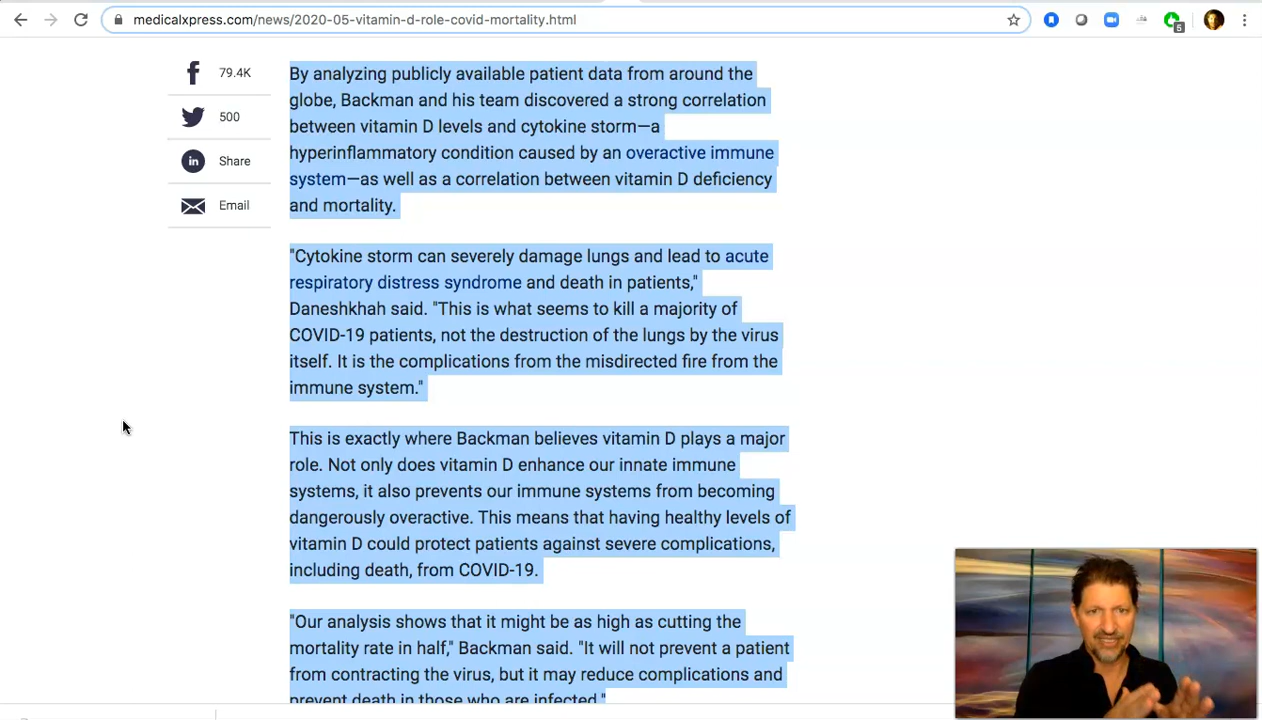 medicalxpress.com/news/2020-05-vitamin-d-role-covid-mortality.html
5
79.4K
500
Share
Email
By analyzing publicly available patient data from around the
globe, Backman and his team discovered a strong correlation
between vitamin D levels and cytokine storm—a
hyperinflammatory condition caused by an overactive immune
system—as well as a correlation between vitamin D deficiency
and mortality.
"Cytokine storm can severely damage lungs and lead to acute
respiratory distress syndrome and death in patients,"
Daneshkhah said. "This is what seems to kill a majority of
COVID-19 patients, not the destruction of the lungs by the virus
itself. It is the complications from the misdirected fire from the
immune system."
This is exactly where Backman believes vitamin D plays a major
role. Not only does vitamin D enhance our innate immune
systems, it also prevents our immune systems from becoming
dangerously overactive. This means that having healthy levels of
vitamin D could protect patients against severe complications,
including death, from COVID-19.
"Our analysis shows that it might be as high as cutting the
mortality rate in half," Backman said. "It will not prevent a patient
from contracting the virus, but it may reduce complications and
prevent death in those who are infected."